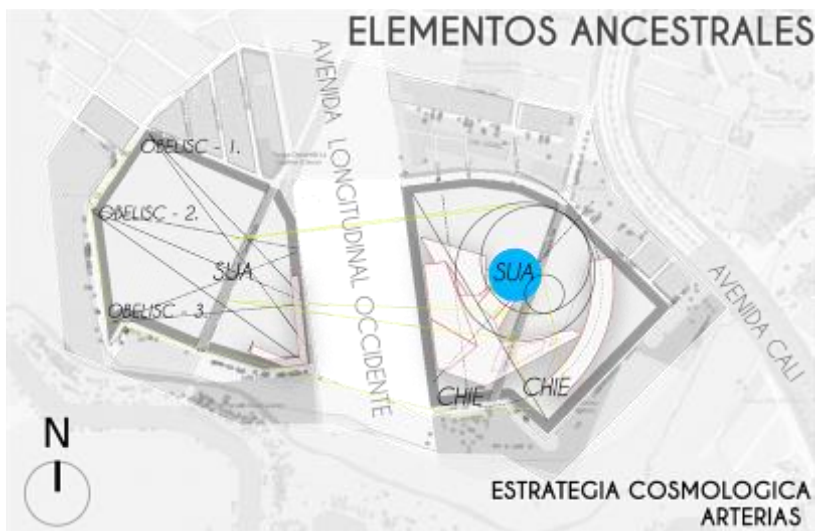 ELEMENTOS ANCESTRALES
AVENIDA LONGITUDINAL OCCIDENTE
OBELISC - 1.
OBELISC - 2.
SUA
SUA
OBELISC - 3.
AVENIDA CALI
CHIE
CHIE
N
ESTRATEGIA COSMOLOGICA
ARTERIAS